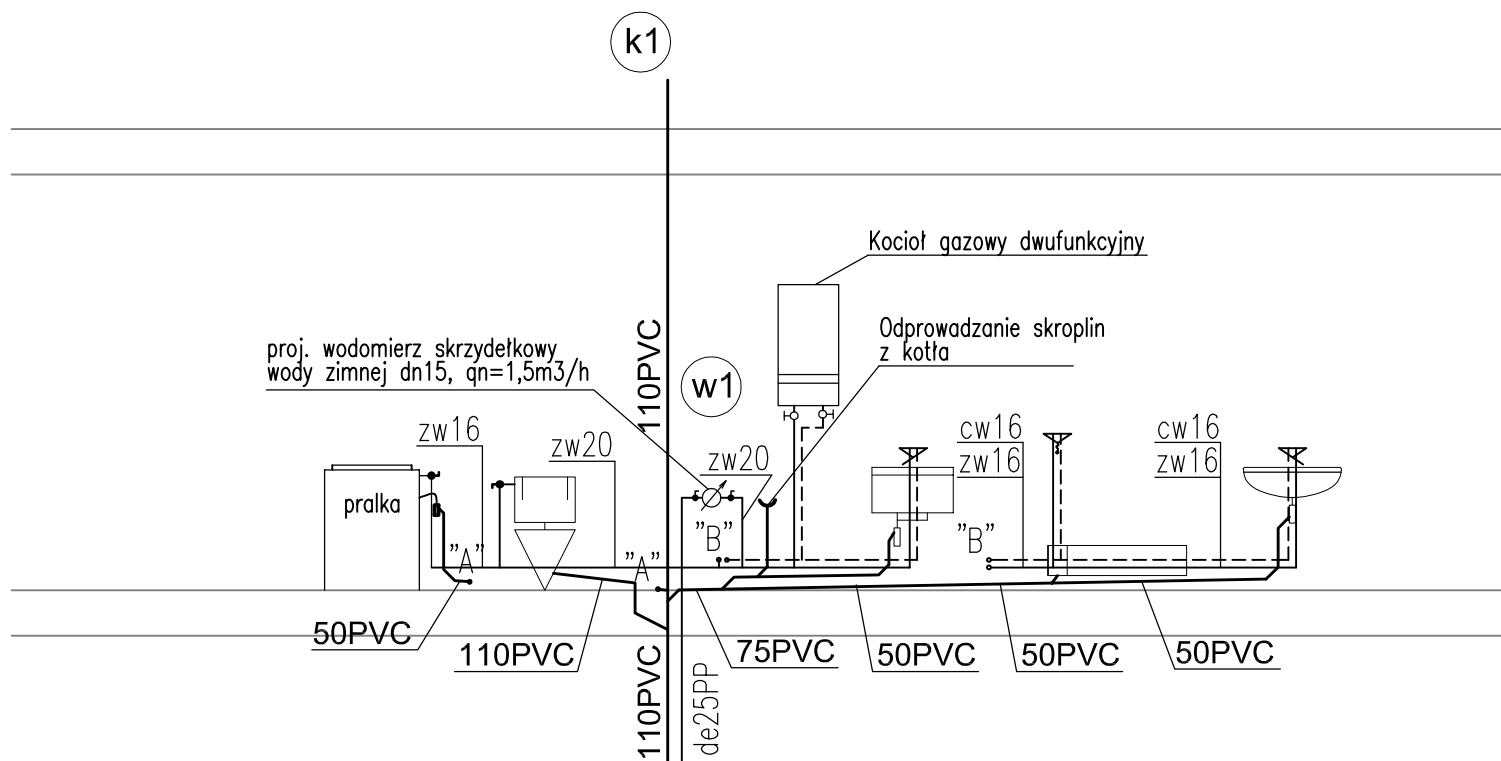 k1
Kocioł gazowy dwufunkcyjny
110PVC
Odprowadzanie skroplin
z kotła
proj. wodomierz skrzydełkowy
wody zimnej dn15, qn=1,5m3/h
w1
zw16
zw20
zw20
cw16
zw16
cw16
zw16
pralka
"A"
"A"
"B"
"B"
50PVC
110PVC
110PVC
de25PP
75PVC
50PVC
50PVC
50PVC